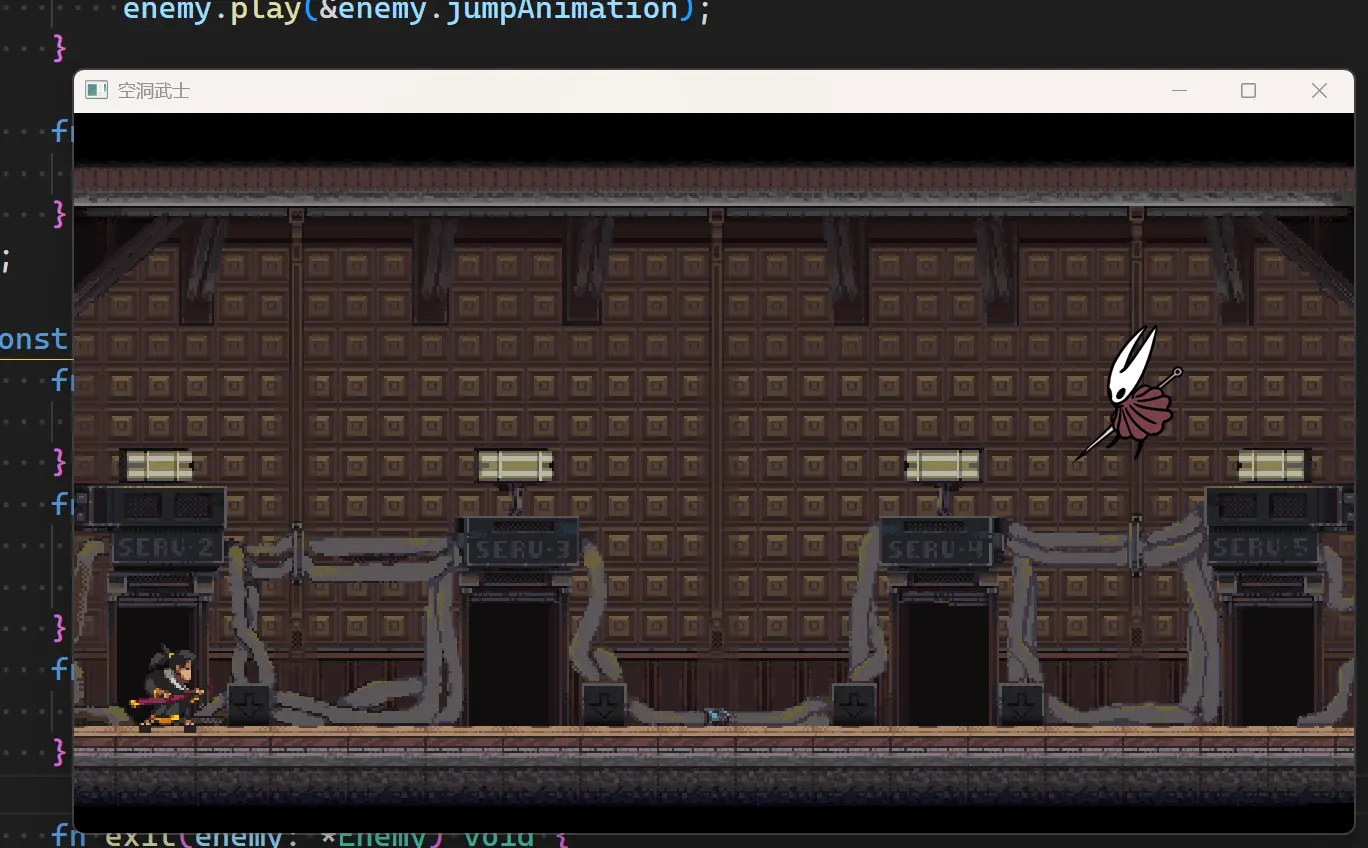 enemy.play(&enemy.jumpAnimation);
}
空洞武士
fn
}
;
onst
fn
}
fn
SERV-2
SERV-3
SERV-4
SERV-5
}
fn
}
fn exit(enemy: *Enemy) void {